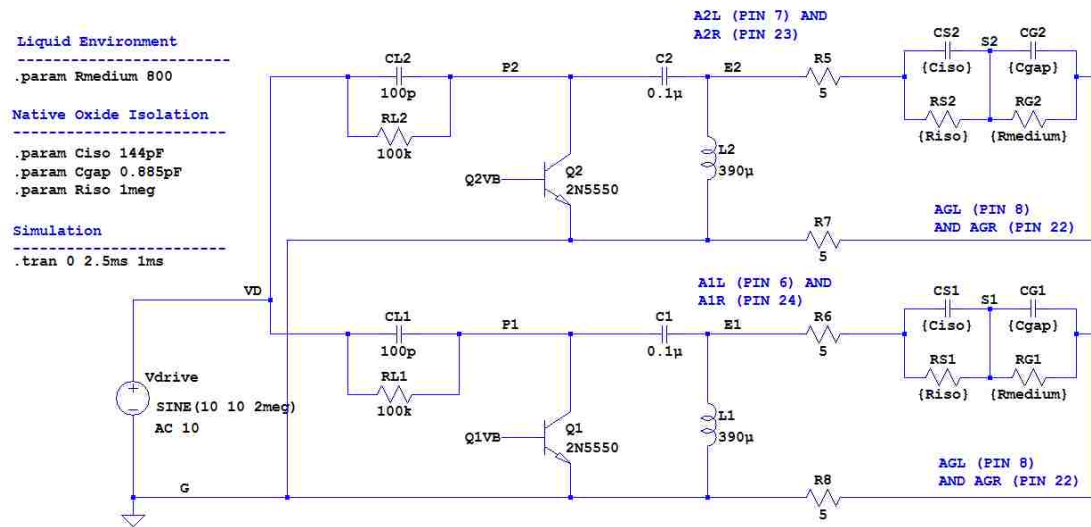 Liquid Environment
-----------------------
.param Rmedium 800
Native Oxide Isolation
-----------------------
.param Ciso 144pF
.param Cgap 0.885pF
.param Riso 1meg
Simulation
-----------------------
.tran 0 2.5ms 1ms
A2L (PIN 7) AND
A2R (PIN 23)
CL2
100p
RL2
100k
P2
C2
0.1µ
E2
R5
5
CS2
{Ciso}
S2
CG2
{Cgap}
RS2
{Riso}
RG2
{Rmedium}
Q2VB
Q2
2N5550
L2
390µ
R7
5
AGL (PIN 8)
AND AGR (PIN 22)
VD
A1L (PIN 6) AND
A1R (PIN 24)
CL1
100p
RL1
100k
P1
C1
0.1µ
E1
R6
5
CS1
{Ciso}
S1
CG1
{Cgap}
RS1
{Riso}
RG1
{Rmedium}
Vdrive
SINE(10 10 2meg)
AC 10
Q1VB
Q1
2N5550
L1
390µ
G
R8
5
AGL (PIN 8)
AND AGR (PIN 22)